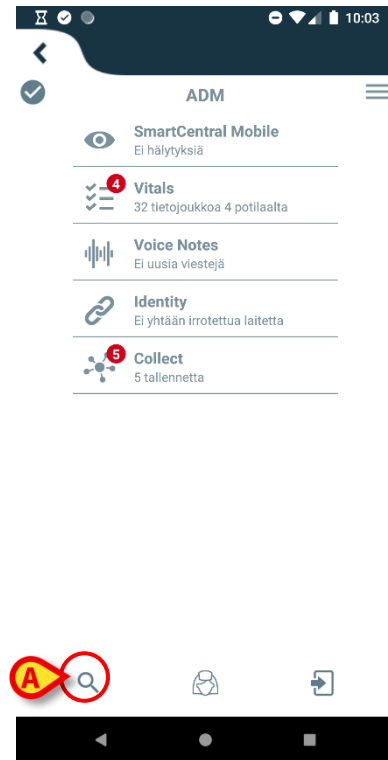 10:03
ADM
SmartCentral Mobile
Ei hälytyksiä
4
Vitals
32 tietojoukkoa 4 potilaalta
Voice Notes
Ei uusia viestejä
Identity
Ei yhtään irrotettua laitetta
5
Collect
5 tallennetta
A